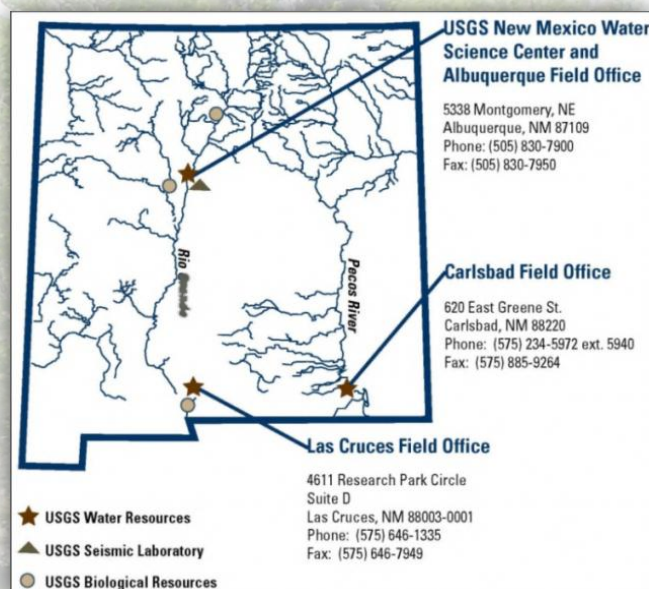 USGS New Mexico Water
Science Center and
Albuquerque Field Office
5338 Montgomery, NE
Albuquerque, NM 87109
Phone: (505) 830-7900
Fax: (505) 830-7950
Rio Grande
Pecos River
Carlsbad Field Office
620 East Greene St.
Carlsbad, NM 88220
Phone: (575) 234-5972 ext. 5940
Fax: (575) 885-9264
Las Cruces Field Office
4611 Research Park Circle
Suite D
Las Cruces, NM 88003-0001
Phone: (575) 646-1335
Fax: (575) 646-7949
USGS Water Resources
USGS Seismic Laboratory
USGS Biological Resources